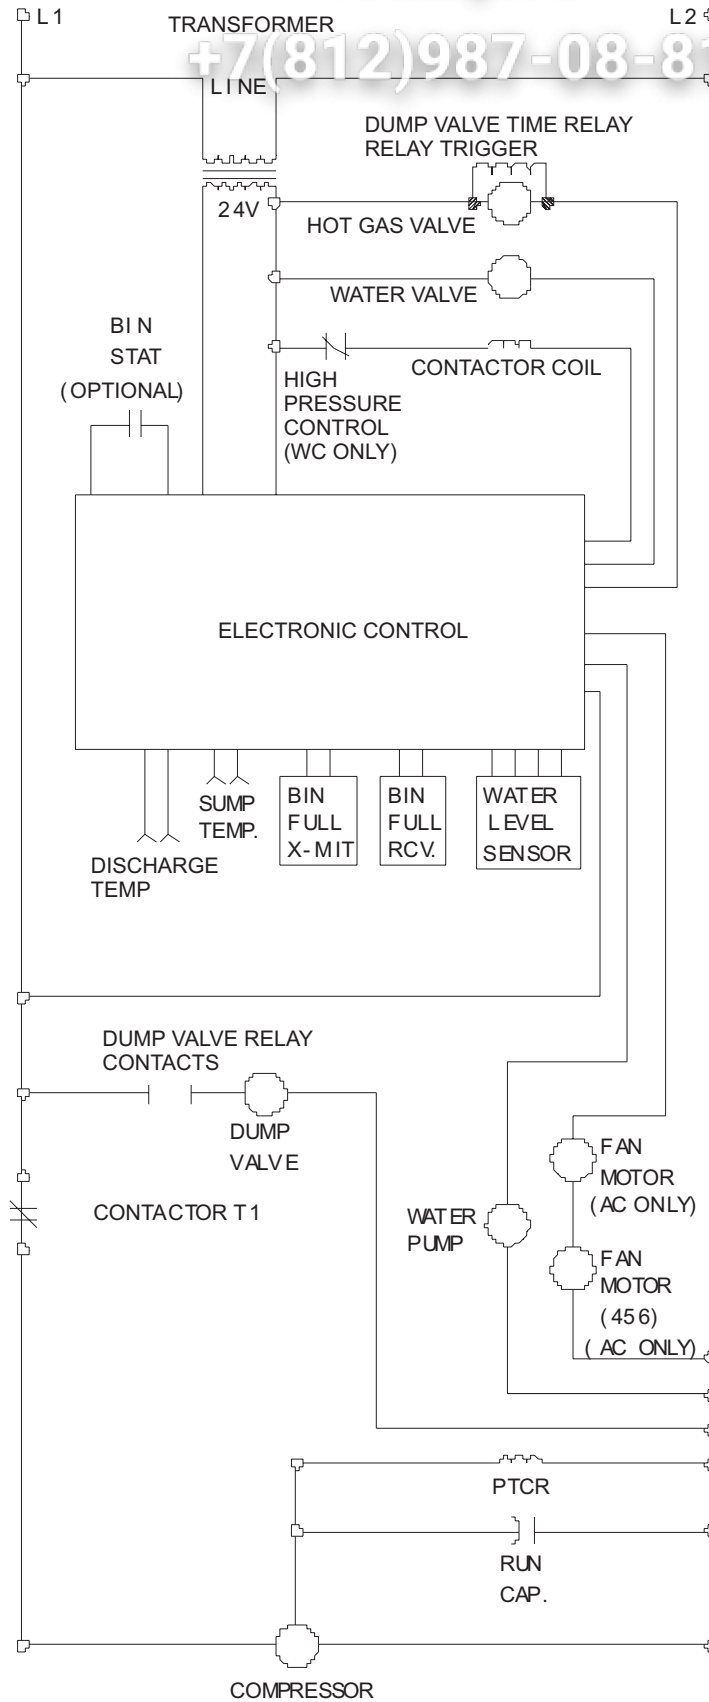 L1
L2
TRANSFORMER
+7(812)987-08-81
LINE
DUMP VALVE TIME RELAY
RELAY TRIGGER
24V
HOT GAS VALVE
WATER VALVE
BIN
STAT
(OPTIONAL)
CONTACTOR COIL
HIGH
PRESSURE
CONTROL
(WC ONLY)
ELECTRONIC CONTROL
SUMP
TEMP.
BIN
FULL
X-MIT
BIN
FULL
RCV.
WATER
LEVEL
SENSOR
DISCHARGE
TEMP
DUMP VALVE RELAY
CONTACTS
DUMP
VALVE
CONTACTOR T1
WATER
PUMP
FAN
MOTOR
(AC ONLY)
FAN
MOTOR
(456)
(AC ONLY)
PTCR
RUN
CAP.
COMPRESSOR